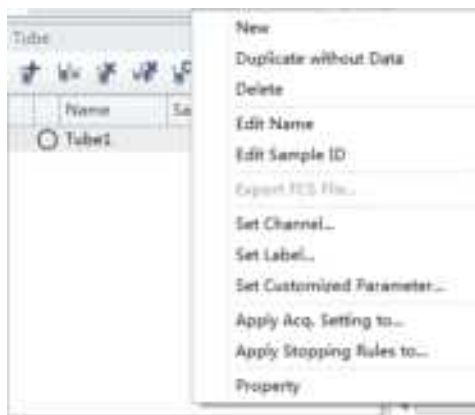 Tube
New
Duplicate without Data
Delete
Name
Sa
Edit Name
Tube1
Edit Sample ID
Export FCS File...
Set Channel...
Set Label...
Set Customized Parameter...
Apply Acq. Setting to...
Apply Stopping Rules to...
Property